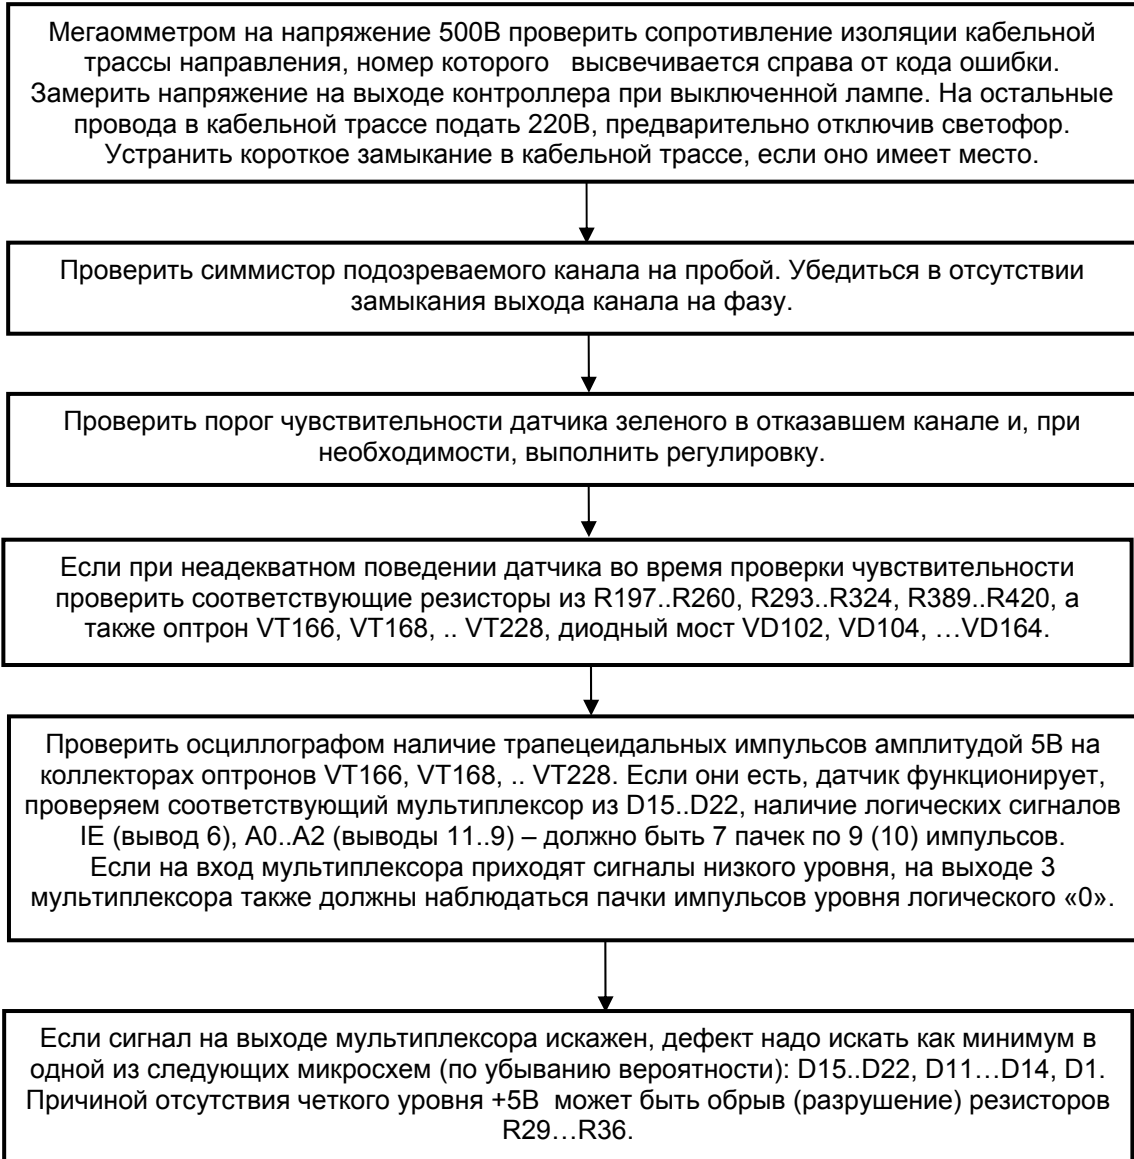 Мегаомметром на напряжение 500В проверить сопротивление изоляции кабельной
трассы направления, номер которого высвечивается справа от кода ошибки.
Замерить напряжение на выходе контроллера при выключенной лампе. На остальные
провода в кабельной трассе подать 220В, предварительно отключив светофор.
Устранить короткое замыкание в кабельной трассе, если оно имеет место.
Проверить симмистор подозреваемого канала на пробой. Убедиться в отсутствии
замыкания выхода канала на фазу.
Проверить порог чувствительности датчика зеленого в отказавшем канале и, при
необходимости, выполнить регулировку.
Если при неадекватном поведении датчика во время проверки чувствительности
проверить соответствующие резисторы из R197..R260, R293..R324, R389..R420, а
также оптрон VT166, VT168, .. VT228, диодный мост VD102, VD104, …VD164.
Проверить осциллографом наличие трапецеидальных импульсов амплитудой 5В на
коллекторах оптронов VT166, VT168, .. VT228. Если они есть, датчик функционирует,
проверяем соответствующий мультиплексор из D15..D22, наличие логических сигналов
IE (вывод 6), A0..A2 (выводы 11..9) – должно быть 7 пачек по 9 (10) импульсов.
Если на вход мультиплексора приходят сигналы низкого уровня, на выходе 3
мультиплексора также должны наблюдаться пачки импульсов уровня логического «0».
Если сигнал на выходе мультиплексора искажен, дефект надо искать как минимум в
одной из следующих микросхем (по убыванию вероятности): D15..D22, D11…D14, D1.
Причиной отсутствия четкого уровня +5В может быть обрыв (разрушение) резисторов
R29…R36.